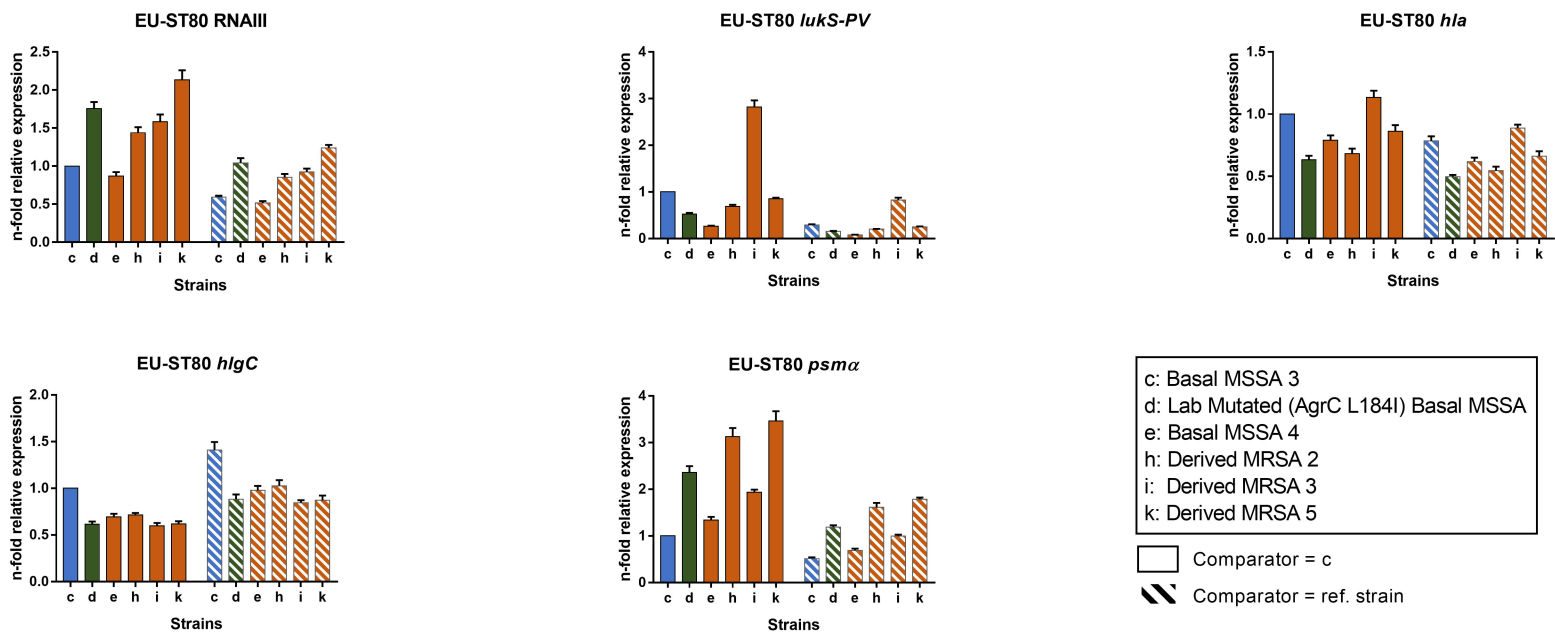 EU-ST80 RNAIII
n-fold relative expression
2.5
2.0
1.5
1.0
0.5
0.0
c d e h i k c d e h i k
Strains
EU-ST80 lukS-PV
n-fold relative expression
4
3
2
1
0
c d e h i k c d e h i k
Strains
EU-ST80 hla
n-fold relative expression
1.5
1.0
0.5
0.0
c d e h i k c d e h i k
Strains
EU-ST80 hlgC
n-fold relative expression
2.0
1.5
1.0
0.5
0.0
c d e h i k c d e h i k
Strains
EU-ST80 psmα
n-fold relative expression
4
3
2
1
0
c d e h i k c d e h i k
Strains
c: Basal MSSA 3
d: Lab Mutated (AgrC L184I) Basal MSSA
e: Basal MSSA 4
h: Derived MRSA 2
i: Derived MRSA 3
k: Derived MRSA 5
Comparator = c
Comparator = ref. strain